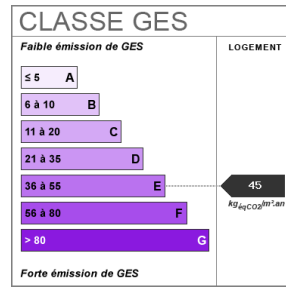 CLASSE GES
Faible émission de GES
LOGEMENT
≤ 5 A
6 à 10 B
11 à 20 C
21 à 35 D
36 à 55 E
45
kgéqCO2/m².an
56 à 80 F
> 80 G
Forte émission de GES